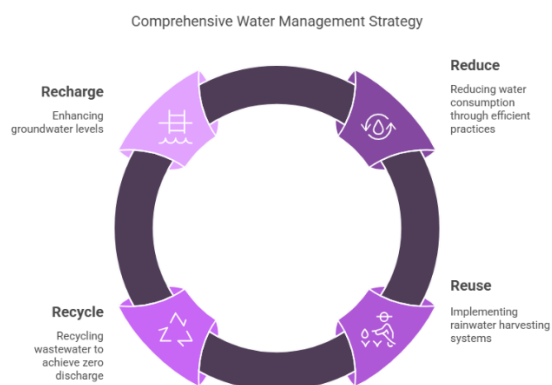 Comprehensive Water Management Strategy
Recharge
Enhancing
groundwater levels
Reduce
Reducing water
consumption
through efficient
practices
Recycle
Recycling
wastewater to
achieve zero
discharge
Reuse
Implementing
rainwater harvesting
systems